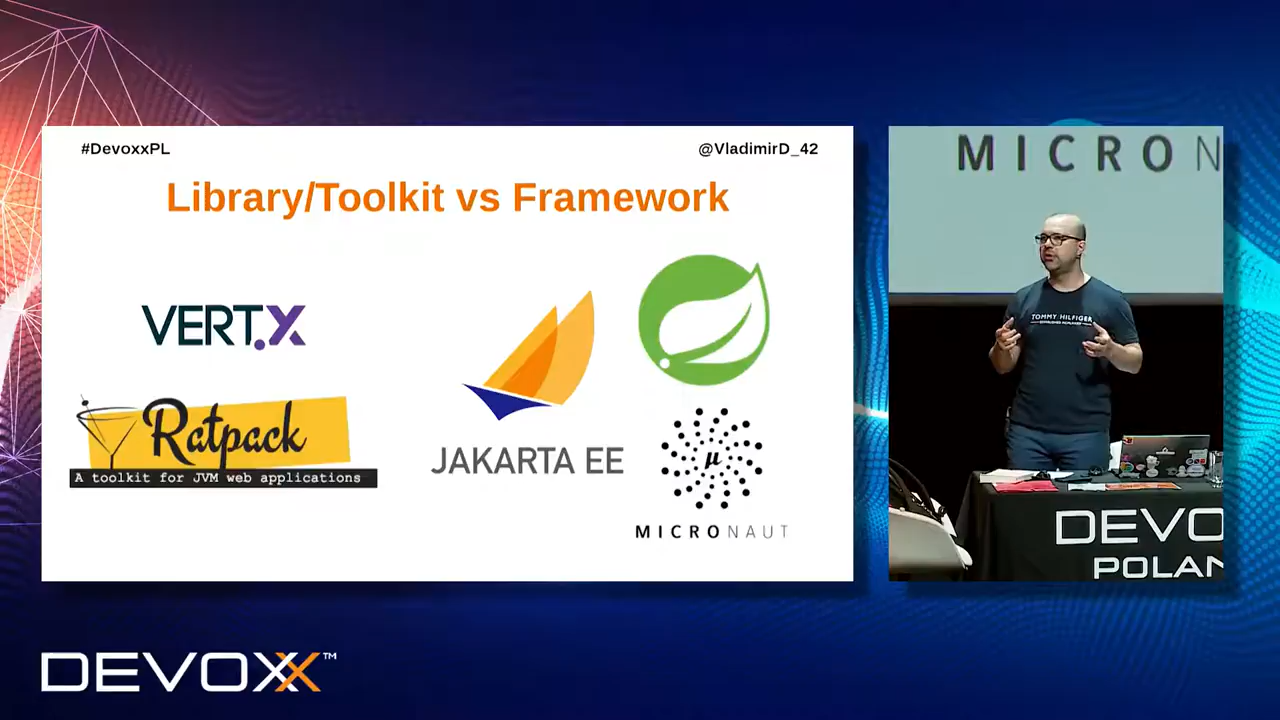 #DevoxxPL
@VladimirD_42
Library/Toolkit vs Framework
VERT.X
Ratpack
A toolkit for JVM web applications
JAKARTA EE
μ
MICRONAUT
MICRON
TOMMY HILFIGER
DEVO
POLAN
DEVOXX™